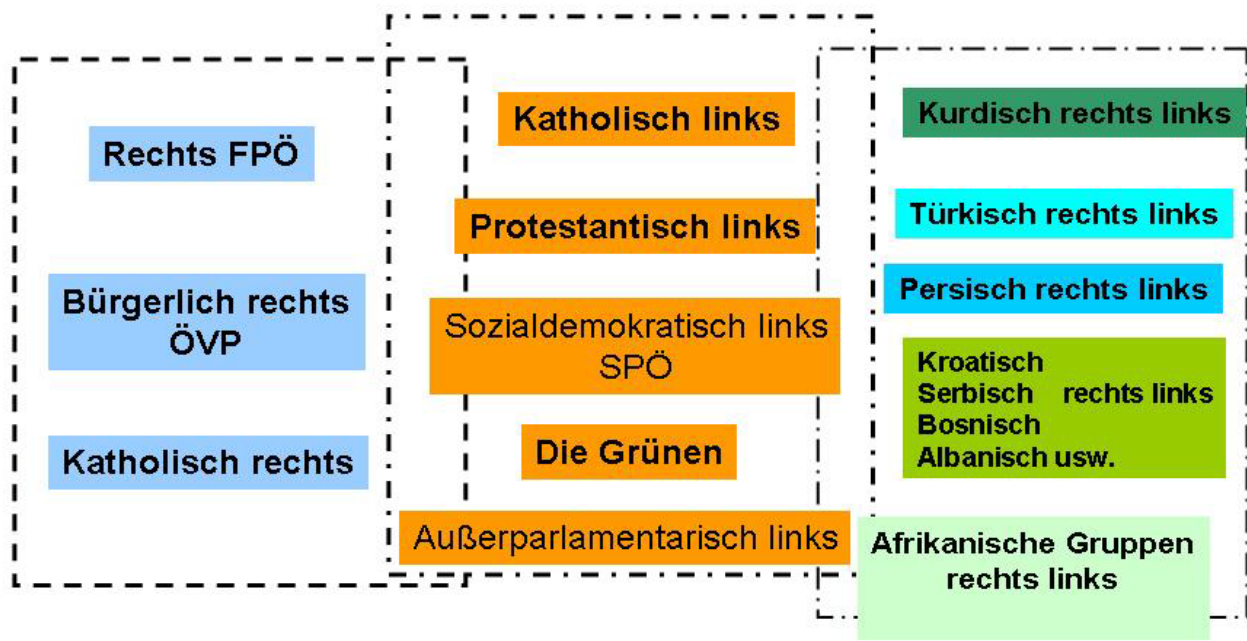 Rechts FPÖ
Bürgerlich rechts
ÖVP
Katholisch rechts
Katholisch links
Protestantisch links
Sozialdemokratisch links
SPÖ
Die Grünen
Außerparlamentarisch links
Kurdisch rechts links
Türkisch rechts links
Persisch rechts links
Kroatisch
Serbisch rechts links
Bosnisch
Albanisch usw.
Afrikanische Gruppen
rechts links